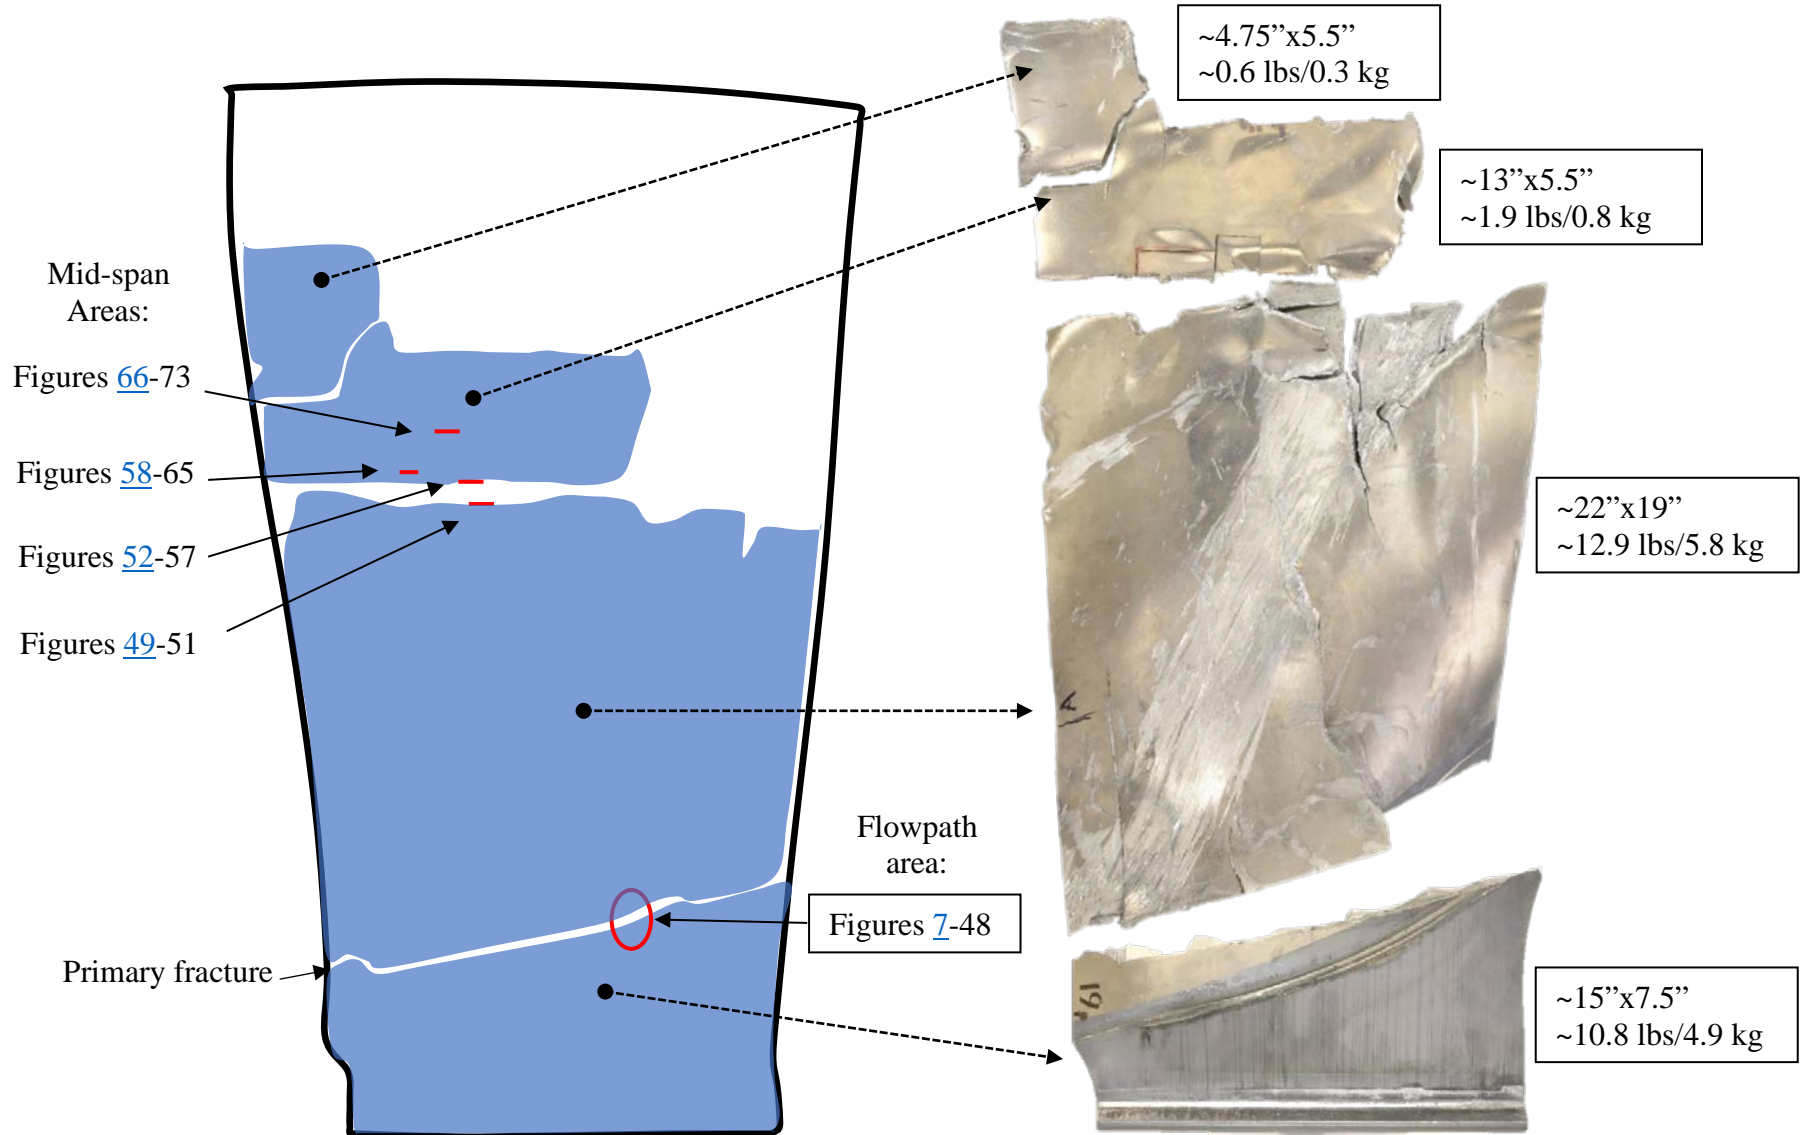 ~4.75”x5.5”
~0.6 lbs/0.3 kg
~13”x5.5”
~1.9 lbs/0.8 kg
Mid-span
Areas:
Figures 66-73
Figures 58-65
Figures 52-57
Figures 49-51
~22”x19”
~12.9 lbs/5.8 kg
A
Flowpath
area:
Figures 7-48
Primary fracture
19
~15”x7.5”
~10.8 lbs/4.9 kg